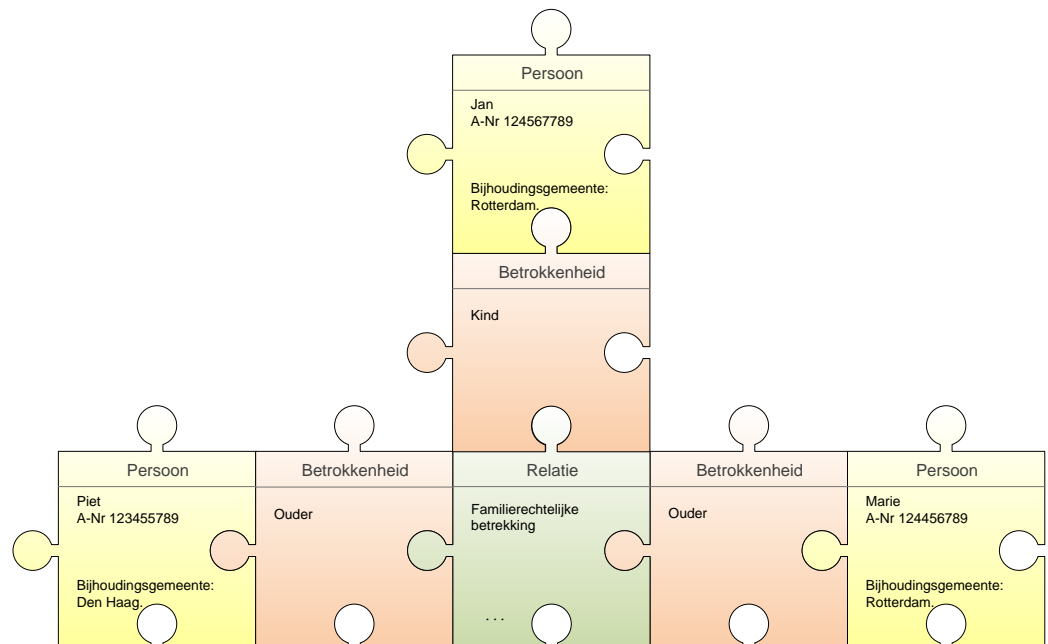 Persoon
Jan
A-Nr 124567789
Bijhoudingsgemeente:
Rotterdam.
Betrokkenheid
Kind
Persoon
Piet
A-Nr 123455789
Bijhoudingsgemeente:
Den Haag.
Betrokkenheid
Ouder
Relatie
Familierechtelijke
betrekking
...
Betrokkenheid
Ouder
Persoon
Marie
A-Nr 124456789
Bijhoudingsgemeente:
Rotterdam.